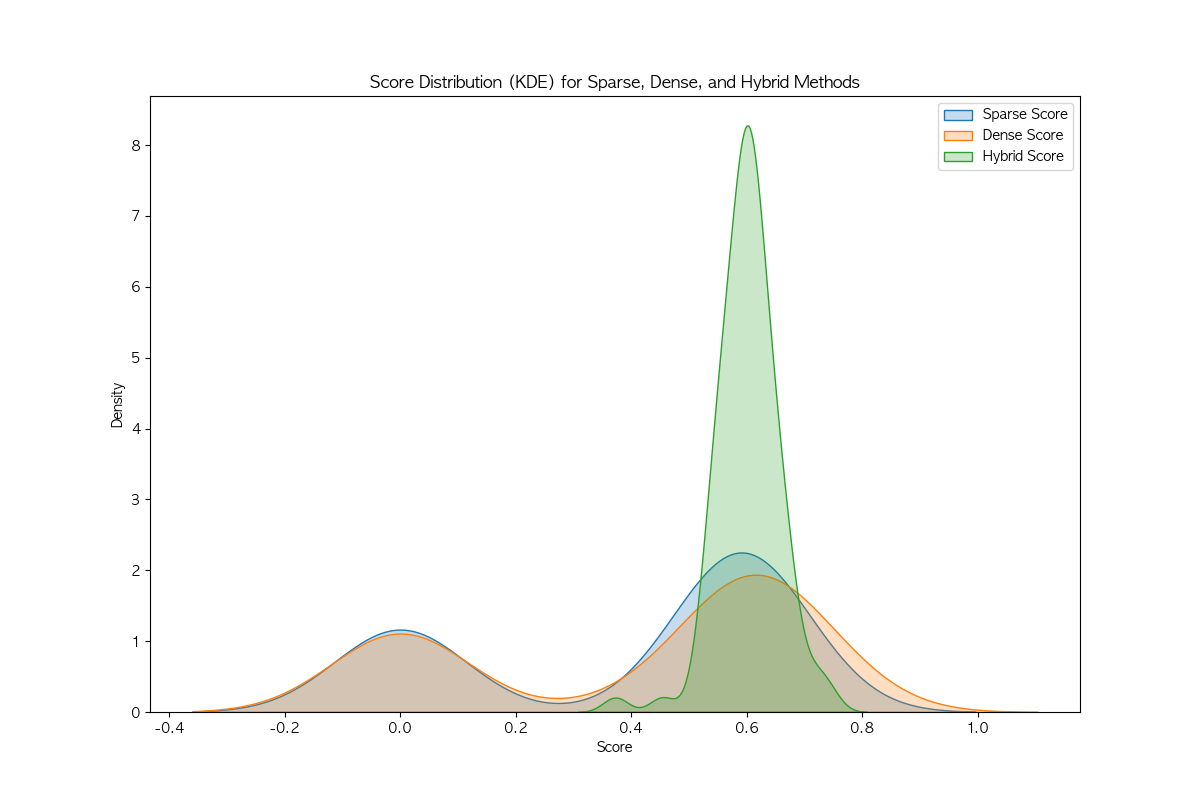 Score Distribution (KDE) for Sparse, Dense, and Hybrid Methods
Sparse Score
Dense Score
Hybrid Score
8
7
6
5
4
3
2
1
0
Density
-0.4
-0.2
0.0
0.2
0.4
0.6
0.8
1.0
Score